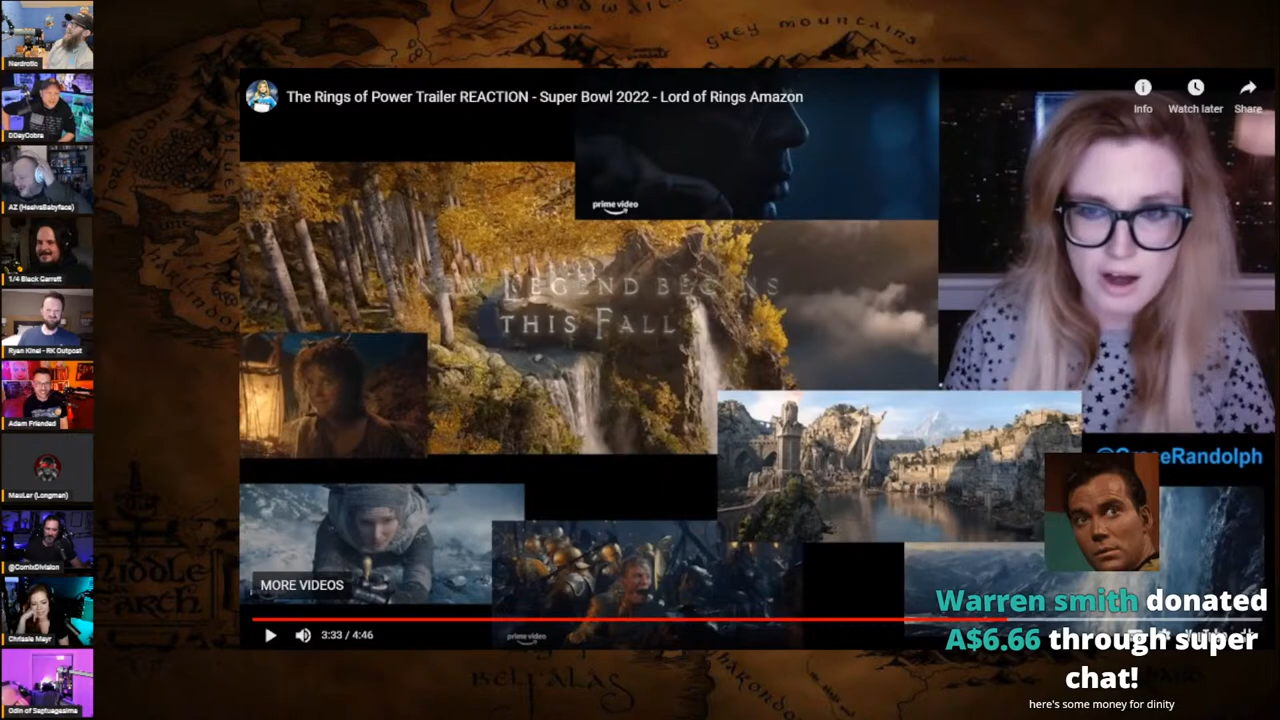 GREY MOUNTAINS
Nerdrotic
DDayCobra
AZ (HeelvsBabyface)
1/4 Black Garrett
Ryan Kinel - RK Outpost
Adam Friended
MauLer (Longman)
@ComixDivision
Chrissie Mayr
Odin of Septuagesima
The Rings of Power Trailer REACTION - Super Bowl 2022 - Lord of Rings Amazon
Info
Watch later
Share
prime video
LEGEND BEGINS
THIS FALL
MORE VIDEOS
3:33 / 4:46
prime video
Warren smith donated
A$6.66 through super
chat!
here's some money for dinity
FORLINDON
HARLINDON
MIDDLE
EARTH
BELFALAS